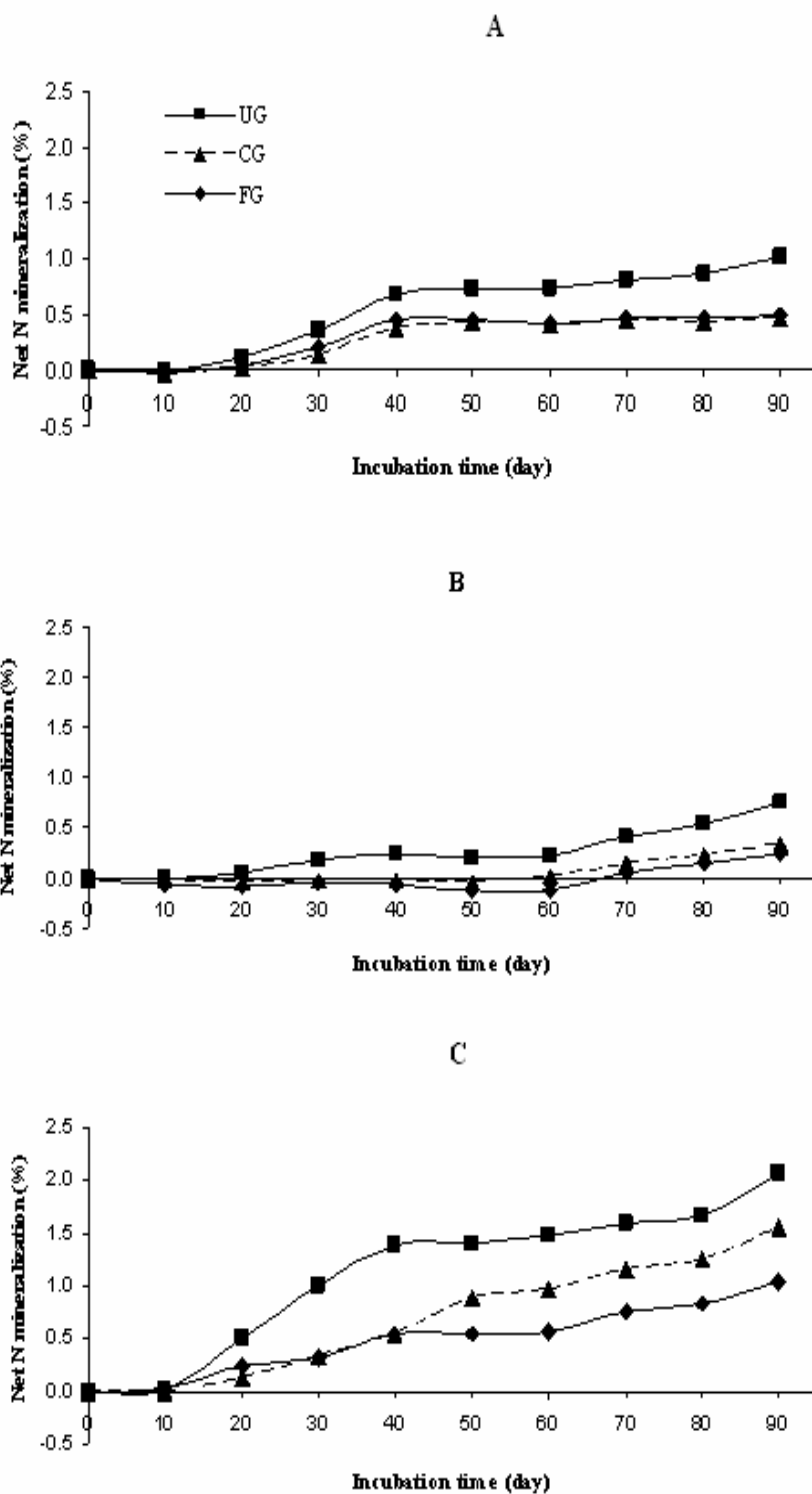 A
2.5
2.0
1.5
1.0
0.5
0.0
-0.5
Net N mineralization (%)
UG
CG
FG
0 10 20 30 40 50 60 70 80 90
Incubation time (day)
B
2.5
2.0
1.5
1.0
0.5
0.0
-0.5
Net N mineralization (%)
0 10 20 30 40 50 60 70 80 90
Incubation time (day)
C
2.5
2.0
1.5
1.0
0.5
0.0
-0.5
Net N mineralization (%)
0 10 20 30 40 50 60 70 80 90
Incubation time (day)